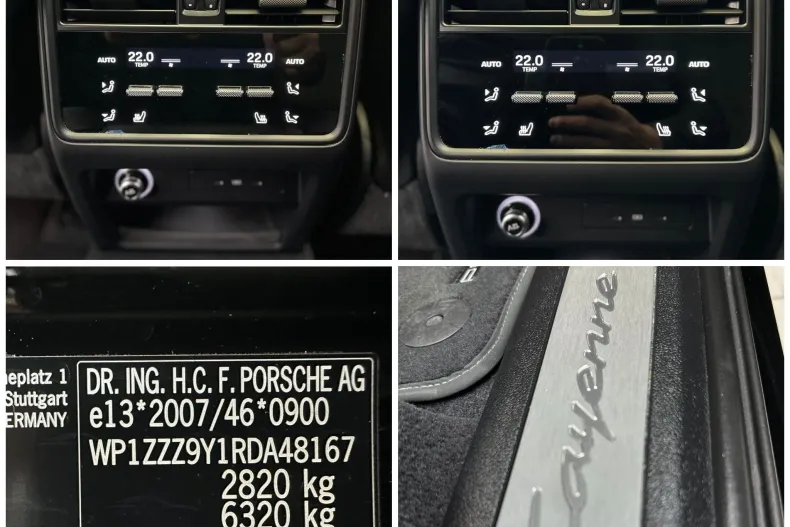 AUTO 22.0 22.0 AUTO
TEMP TEMP
AUTO 22.0 22.0 AUTO
TEMP TEMP
eplatz 1
Stuttgart
ERMANY
DR. ING. H.C. F. PORSCHE AG
e13*2007/46*0900
WP1ZZZ9Y1RDA48167
2820 kg
6320 kg
Cayenne